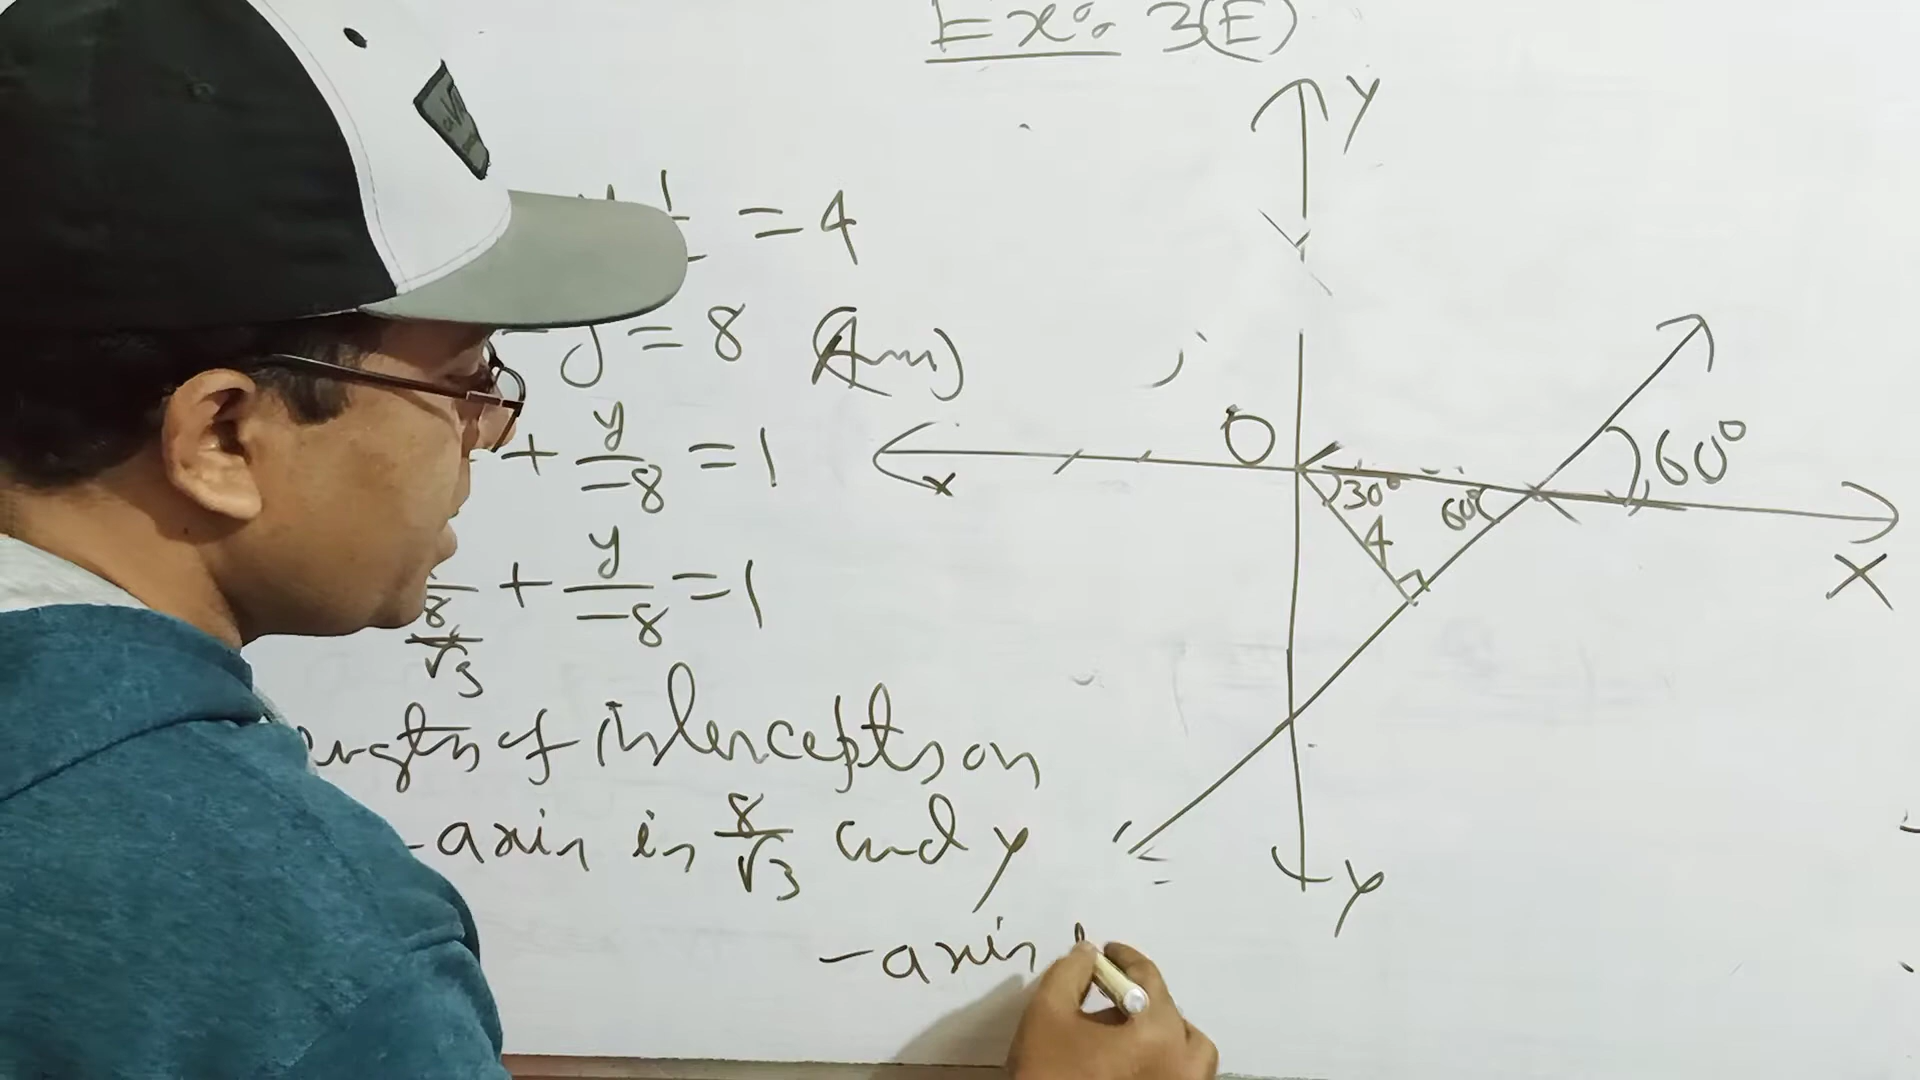 Ex: 3(E)
= 4
y = 8 (Ans)
+ y/-8 = 1
8/√3 + y/-8 = 1
of intercepts on
-axis is 8/√3 and y
-axis
Y
O
30°
60°
60°
4
x
X
Y